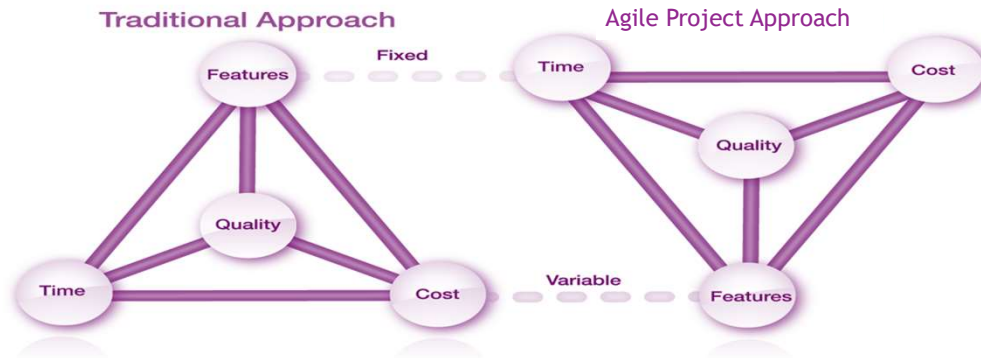 Traditional Approach
Agile Project Approach
Features
Fixed
Time
Cost
Quality
Quality
Time
Cost
Variable
Features